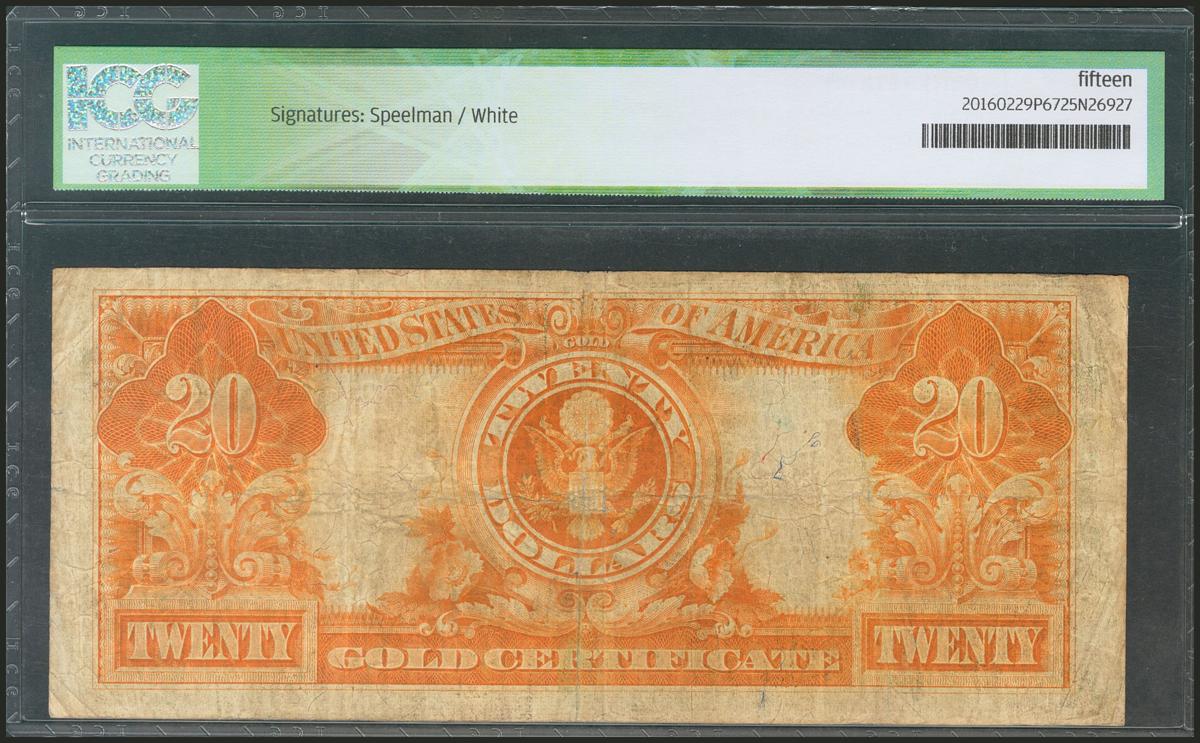 ICG
INTERNATIONAL
CURRENCY
GRADING
Signatures: Speelman / White
fifteen
20160229P6725N26927
UNITED STATES OF AMERICA
GOLD
20
20
TWENTY
DOLLARS
TWENTY
TWENTY
GOLD CERTIFICATE